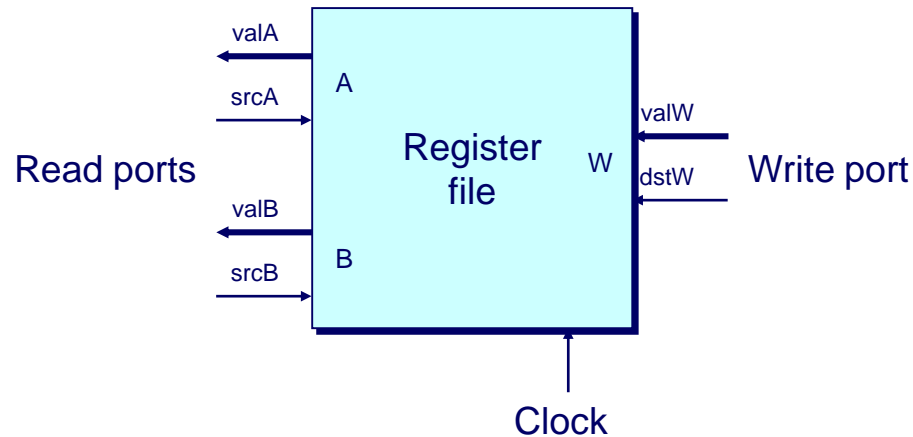 valA
A
srcA
valW
Read ports
Register
file
W
dstW
Write port
valB
B
srcB
Clock